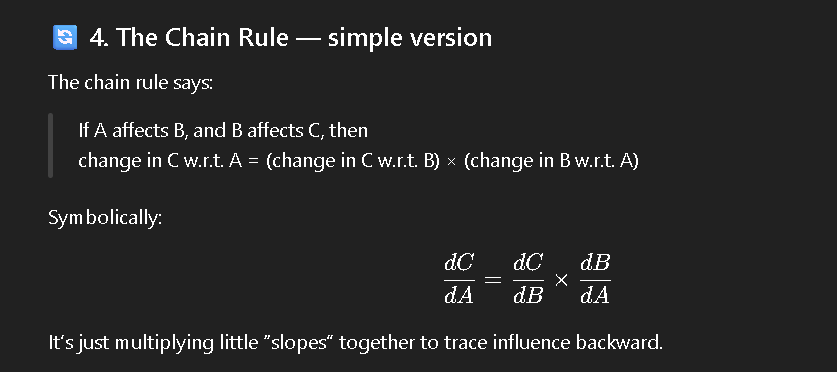 🔄 4. The Chain Rule — simple version
The chain rule says:
If A affects B, and B affects C, then
change in C w.r.t. A = (change in C w.r.t. B) × (change in B w.r.t. A)
Symbolically:
dC/dA = dC/dB × dB/dA
It's just multiplying little "slopes" together to trace influence backward.